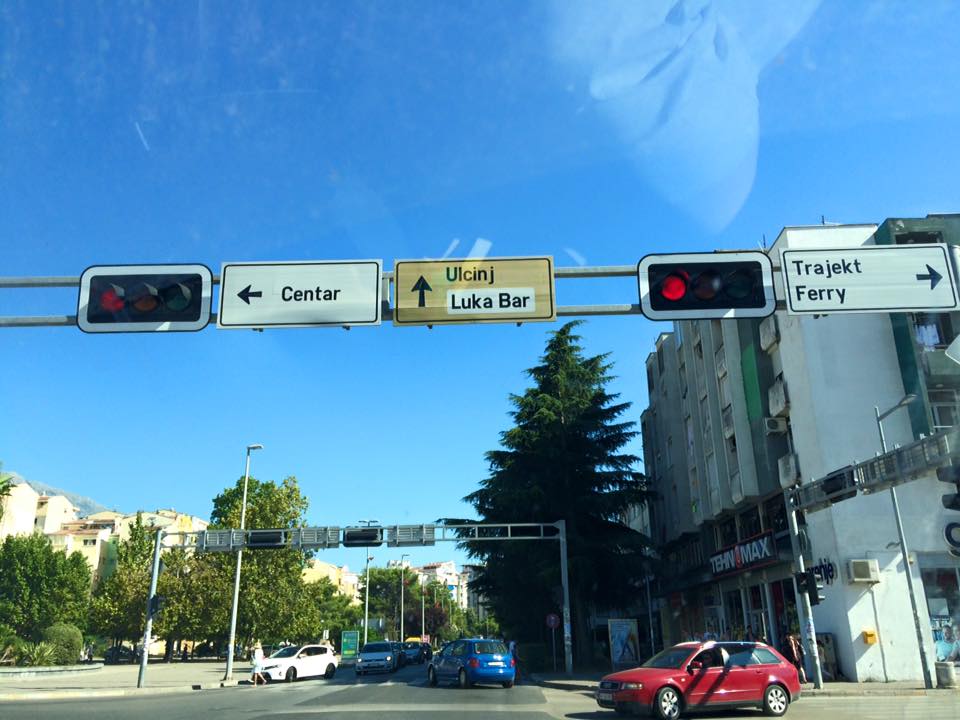 Centar
Ulcinj
Luka Bar
Trajekt
Ferry
TEHNOMAX